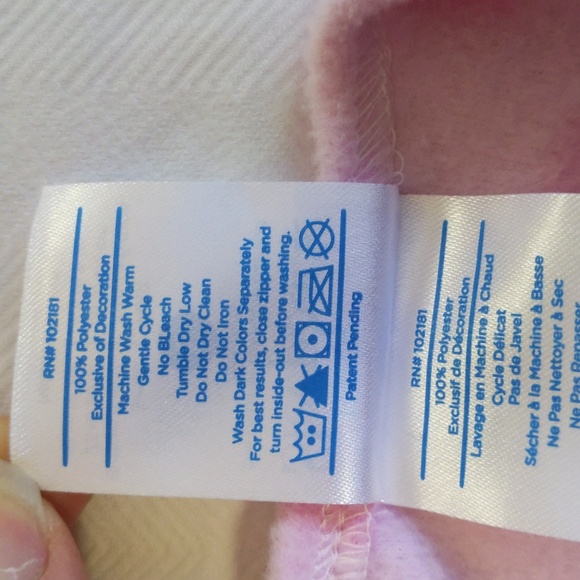 RN# 102181
100% Polyester
Exclusive of Decoration
Machine Wash Warm
Gentle Cycle
No BLeach
Tumble Dry Low
Do Not Dry Clean
Do Not Iron
Wash Dark Colors Separately
For best results, close zipper and
turn inside-out before washing.
Patent Pending
RN# 102181
100% Polyester
Exclusif de Décoration
Lavage en Machine à Chaud
Cycle Délicat
Pas de Javel
Sécher à la Machine à Basse
Ne Pas Nettoyer à Sec
Ne Pas